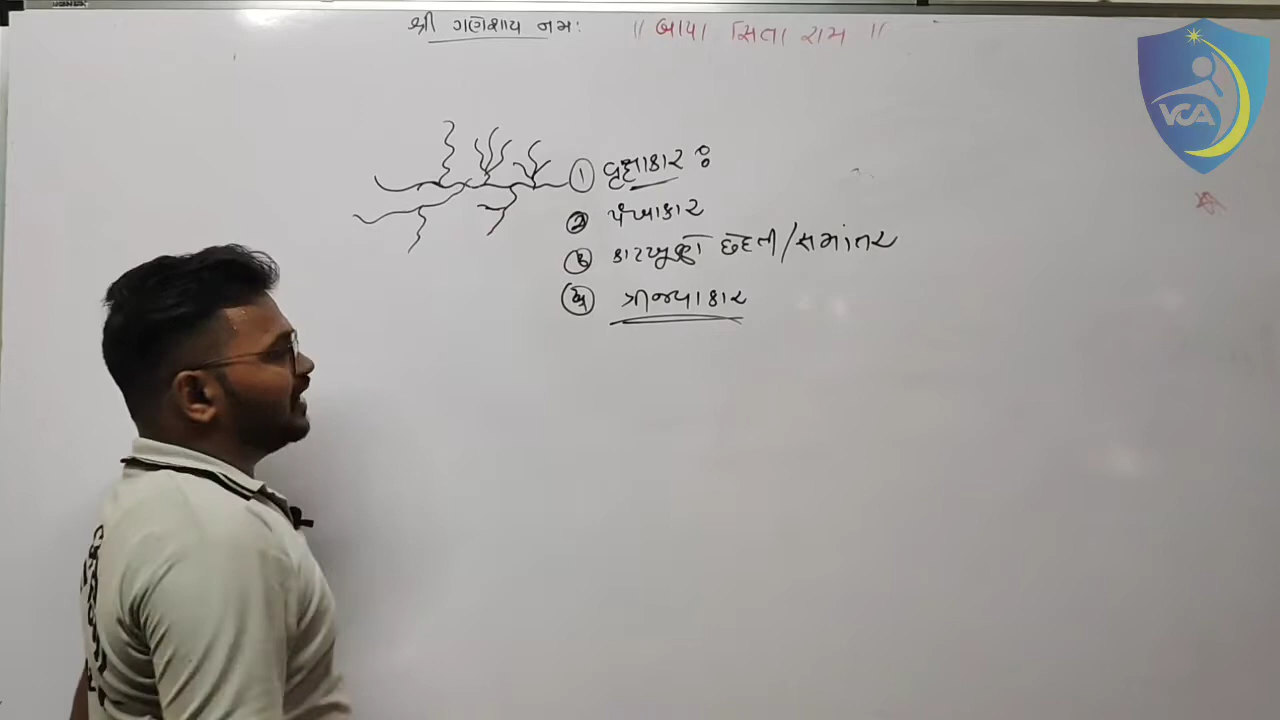 શ્રી ગણેશાય નમઃ
|| બાપા સિતા રામ ||
VCA
① વૃક્ષાકાર :
② પંખાકાર
③ કાટખૂણે છેદતી/સમાંતર
④ ત્રીજ્યાકાર